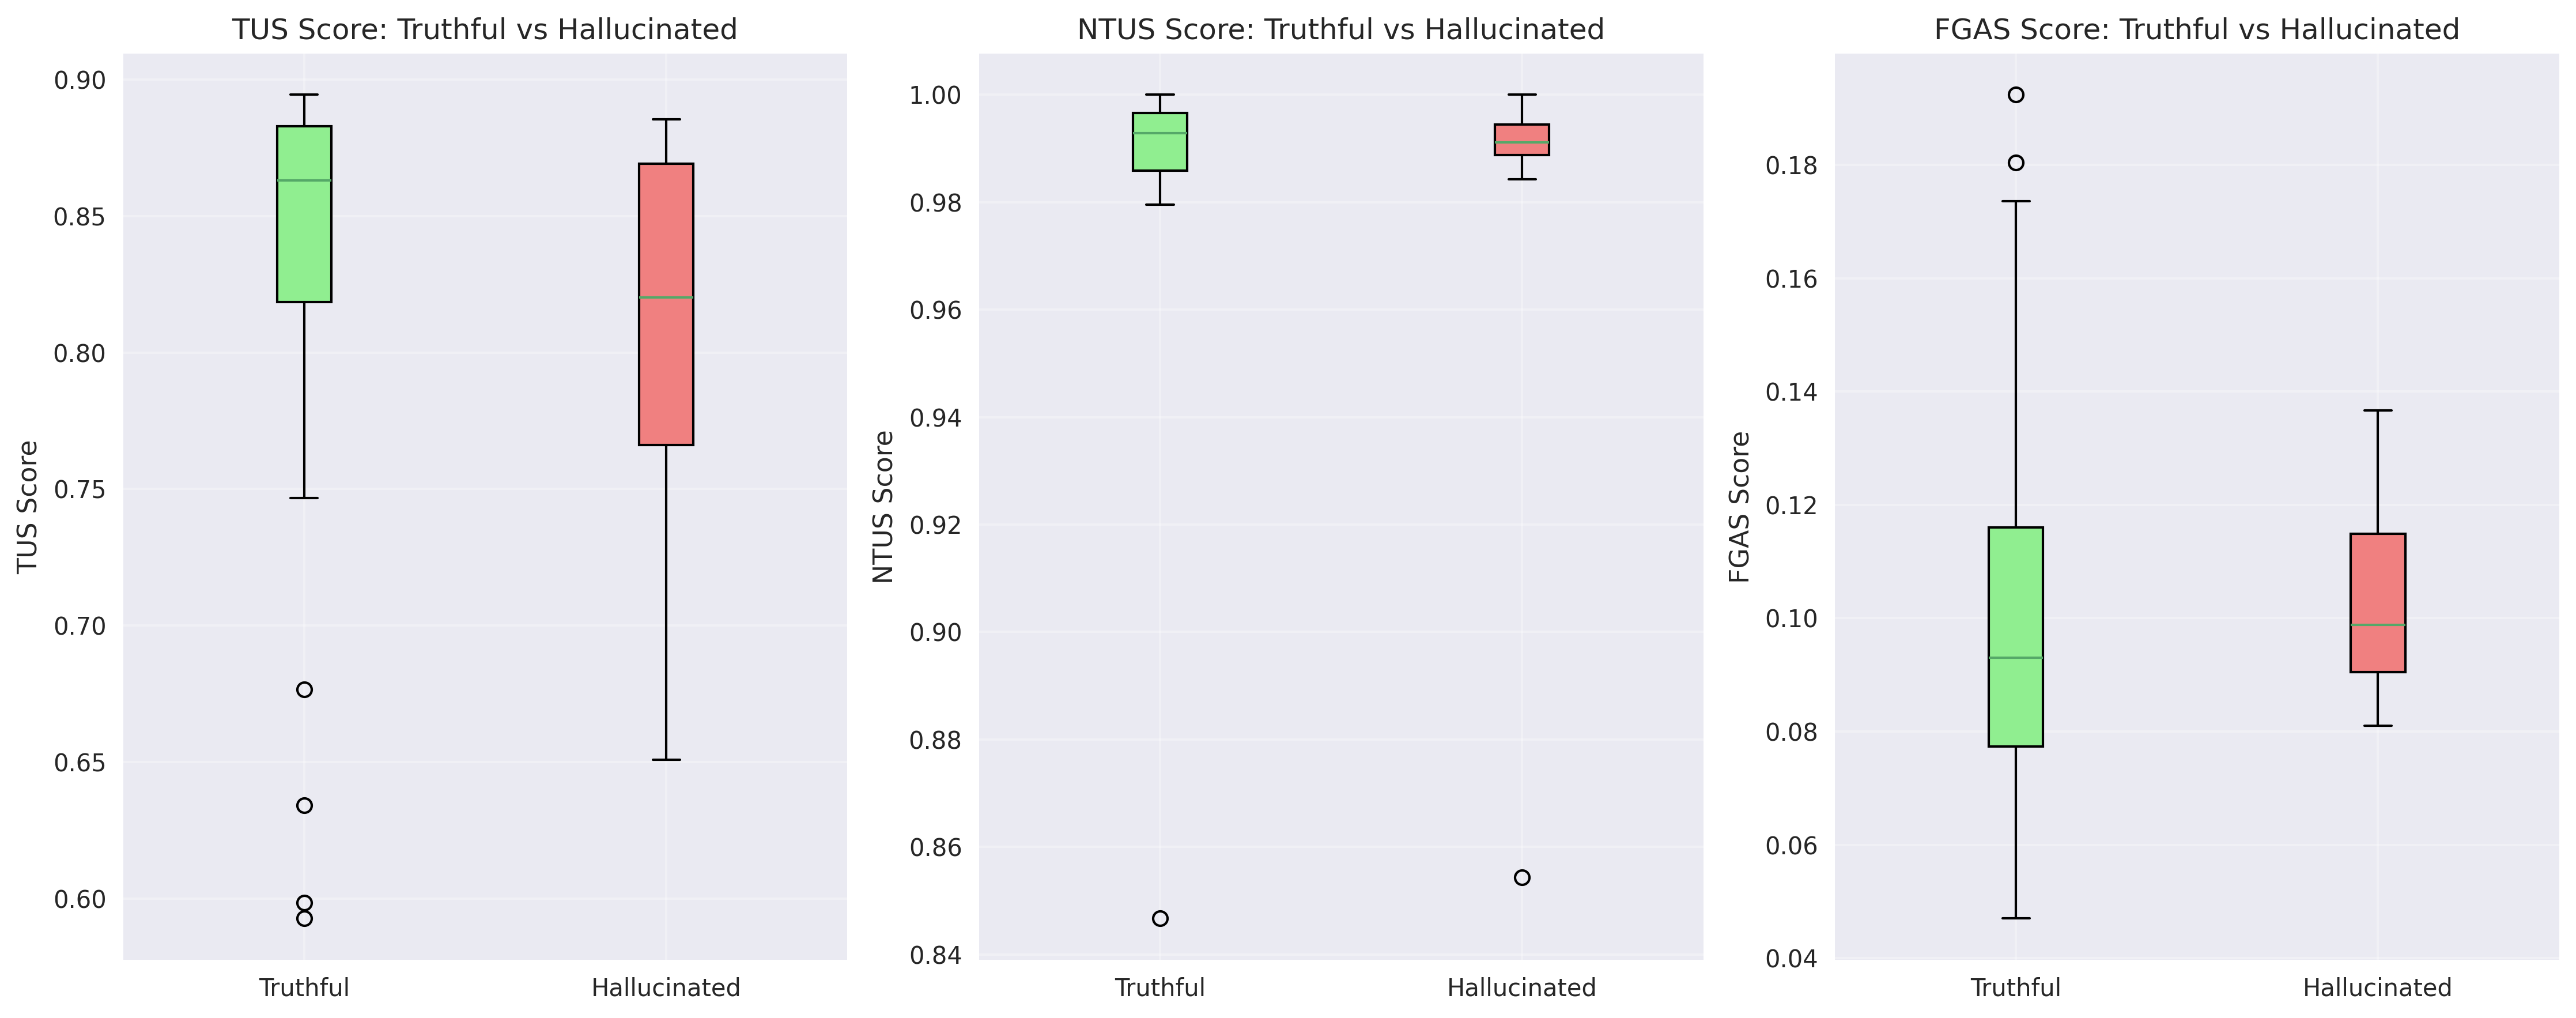 TUS Score: Truthful vs Hallucinated
TUS Score
0.90
0.85
0.80
0.75
0.70
0.65
0.60
Truthful
Hallucinated
NTUS Score: Truthful vs Hallucinated
NTUS Score
1.00
0.98
0.96
0.94
0.92
0.90
0.88
0.86
0.84
Truthful
Hallucinated
FGAS Score: Truthful vs Hallucinated
FGAS Score
0.18
0.16
0.14
0.12
0.10
0.08
0.06
0.04
Truthful
Hallucinated